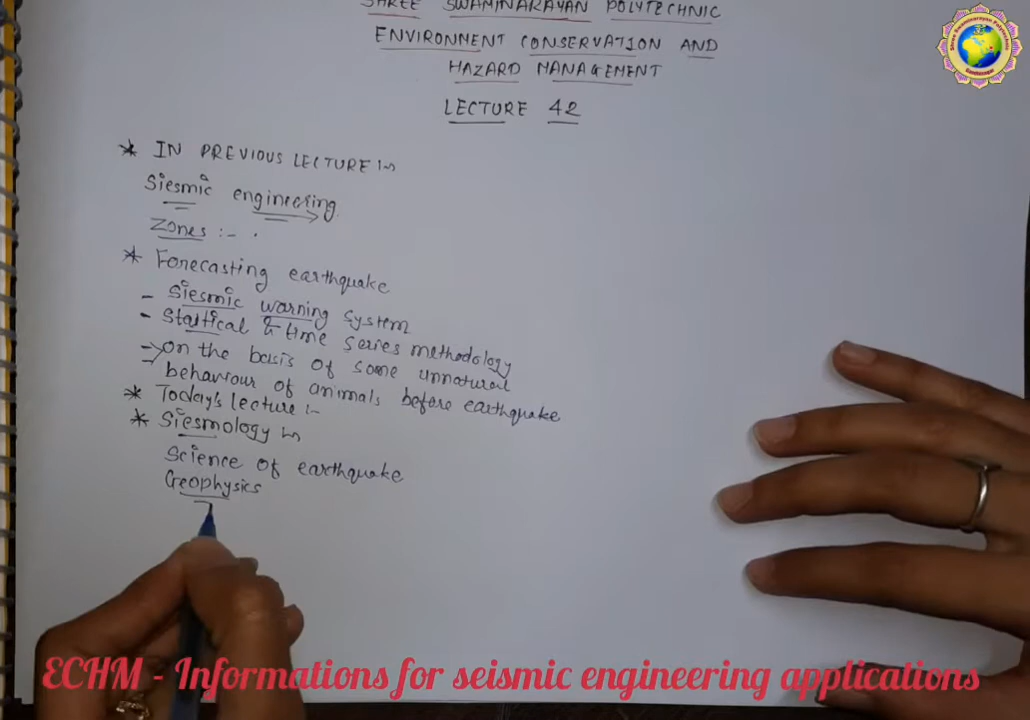 SHREE SWAMINARAYAN POLYTECHNIC
ENVIRONMENT CONSERVATION AND
HAZARD MANAGEMENT
LECTURE 42
* IN PREVIOUS LECTURE :-
Siesmic engineering
Zones :- .
* Forecasting earthquake
- Siesmic warning system
- Stattical & time series methodology
-> on the basis of some unnatural
behaviour of animals before earthquake
* Today's lecture :-
* Siesmology :-
Science of earthquake
Geophysics
ECHM - Informations for seismic engineering applications